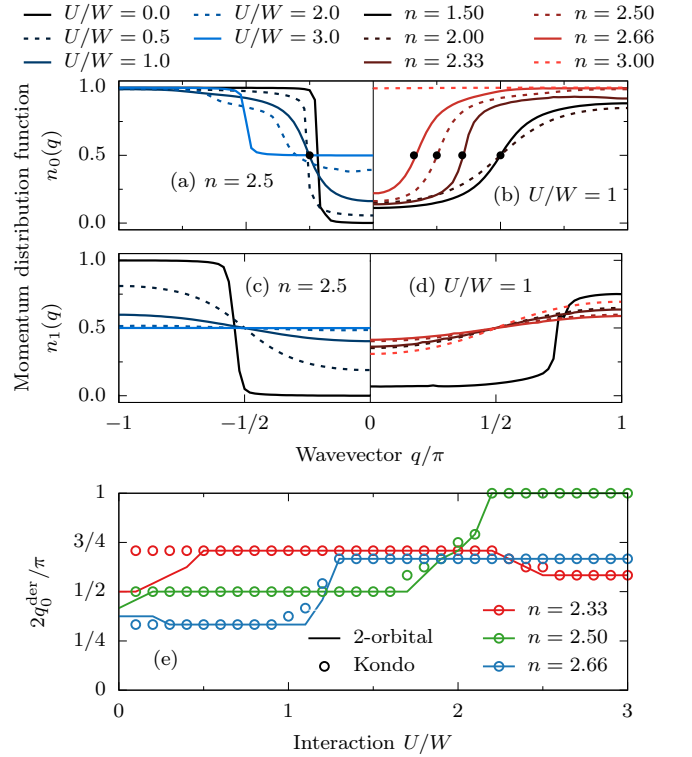 U/W = 0.0 U/W = 2.0 n = 1.50 n = 2.50
U/W = 0.5 U/W = 3.0 n = 2.00 n = 2.66
U/W = 1.0 n = 2.33 n = 3.00
Momentum distribution function
n₀(q)
1.0
0.5
0.0
(a) n = 2.5
(b) U/W = 1
n₁(q)
1.0
0.5
0.0
(c) n = 2.5
(d) U/W = 1
−1 −1/2 0 1/2 1
Wavevector q/π
2q₀ᵈᵉʳ/π
1
3/4
1/2
1/4
0
(e)
2-orbital
Kondo
n = 2.33
n = 2.50
n = 2.66
0 1 2 3
Interaction U/W